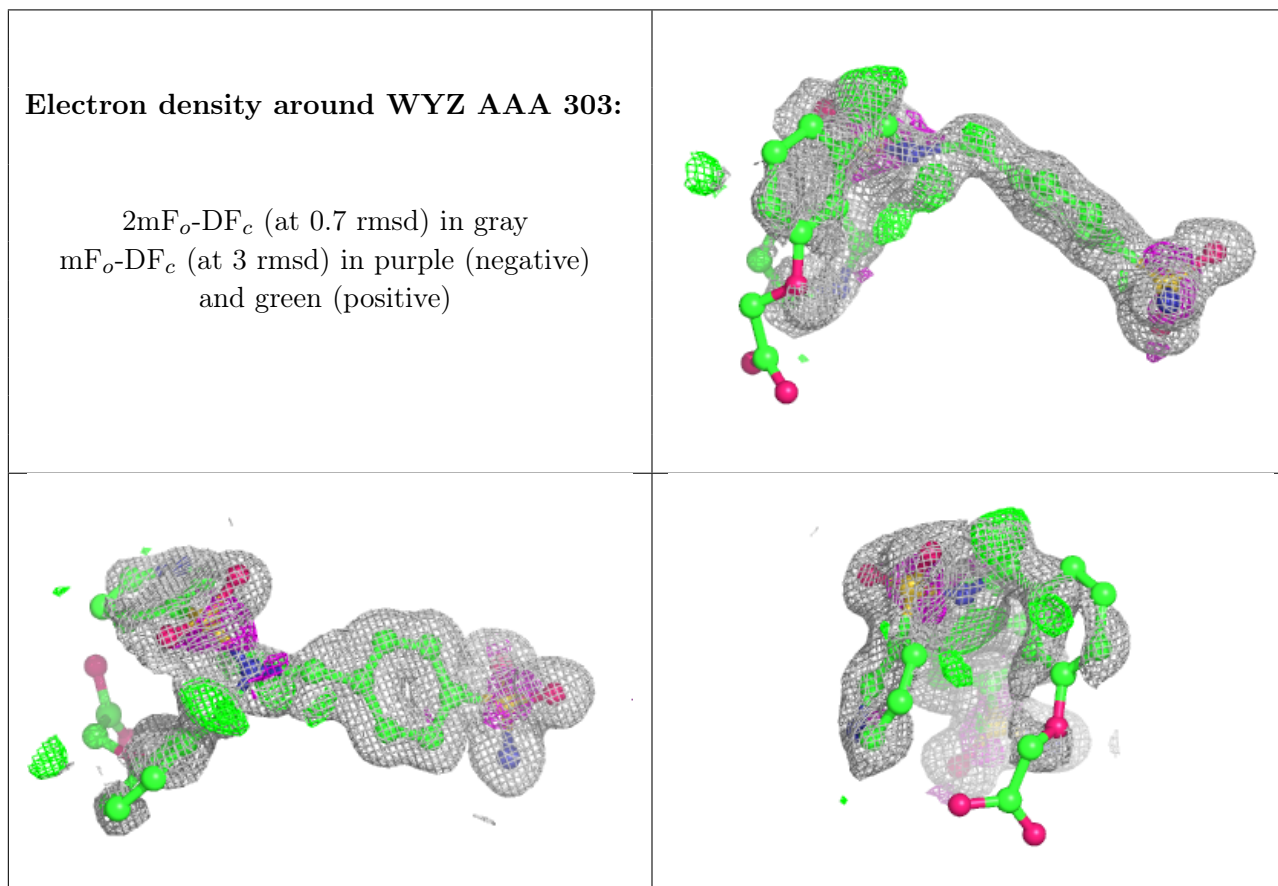 Electron density around WYZ AAA 303:
2mFo-DFc (at 0.7 rmsd) in gray
mFo-DFc (at 3 rmsd) in purple (negative)
and green (positive)